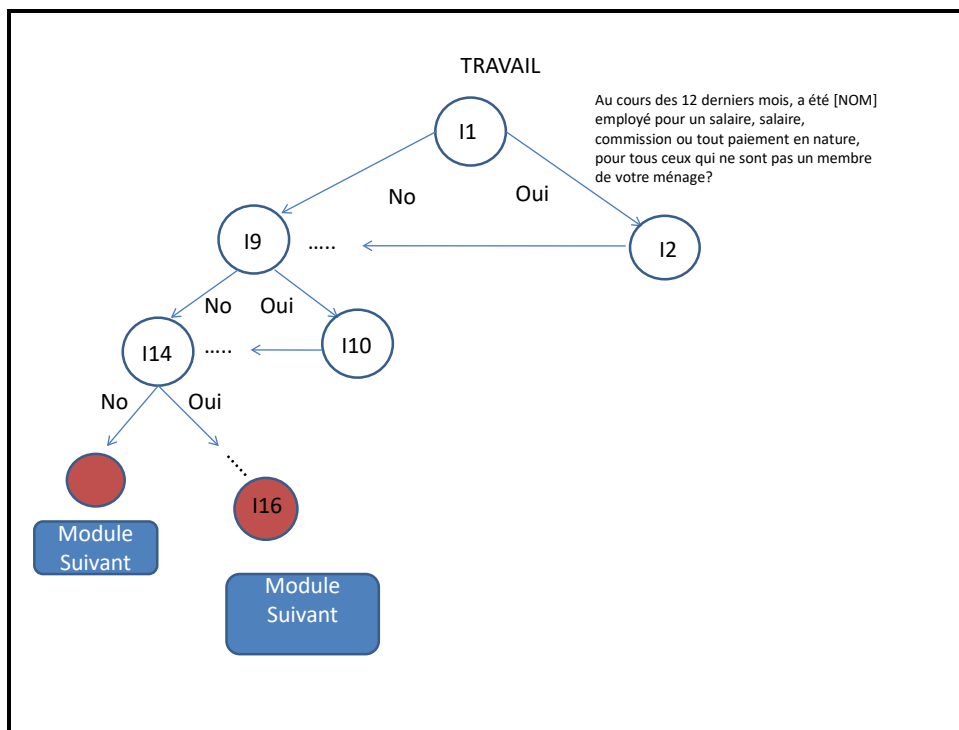 TRAVAIL
Au cours des 12 derniers mois, a été [NOM]
employé pour un salaire, salaire,
commission ou tout paiement en nature,
pour tous ceux qui ne sont pas un membre
de votre ménage?
I1
No
Oui
I9
.....
I2
No
Oui
I14
.....
I10
No
Oui
......
I16
Module
Suivant
Module
Suivant